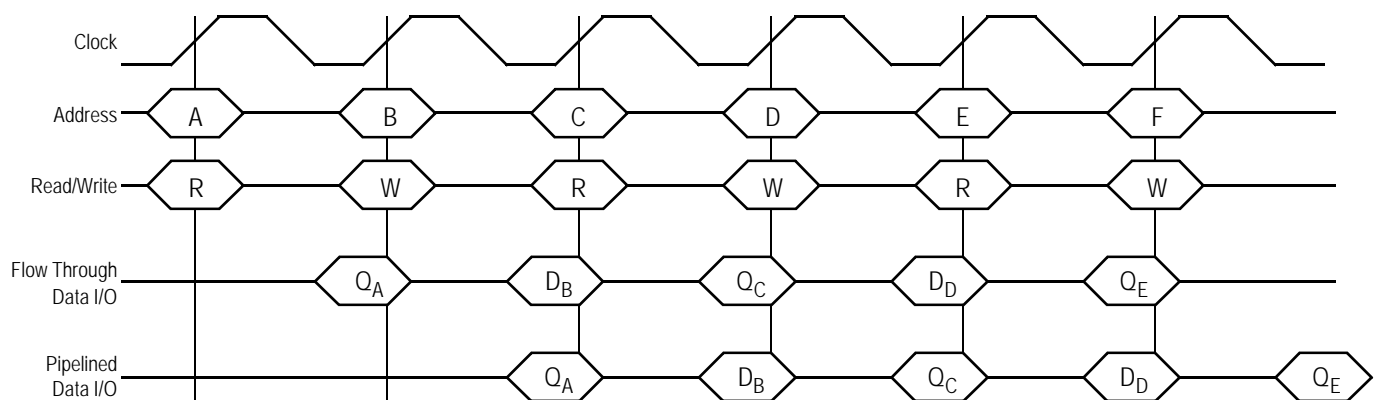 Clock
Address A B C D E F
Read/Write R W R W R W
Flow Through
Data I/O
QA DB QC DD QE
Pipelined
Data I/O
QA DB QC DD QE